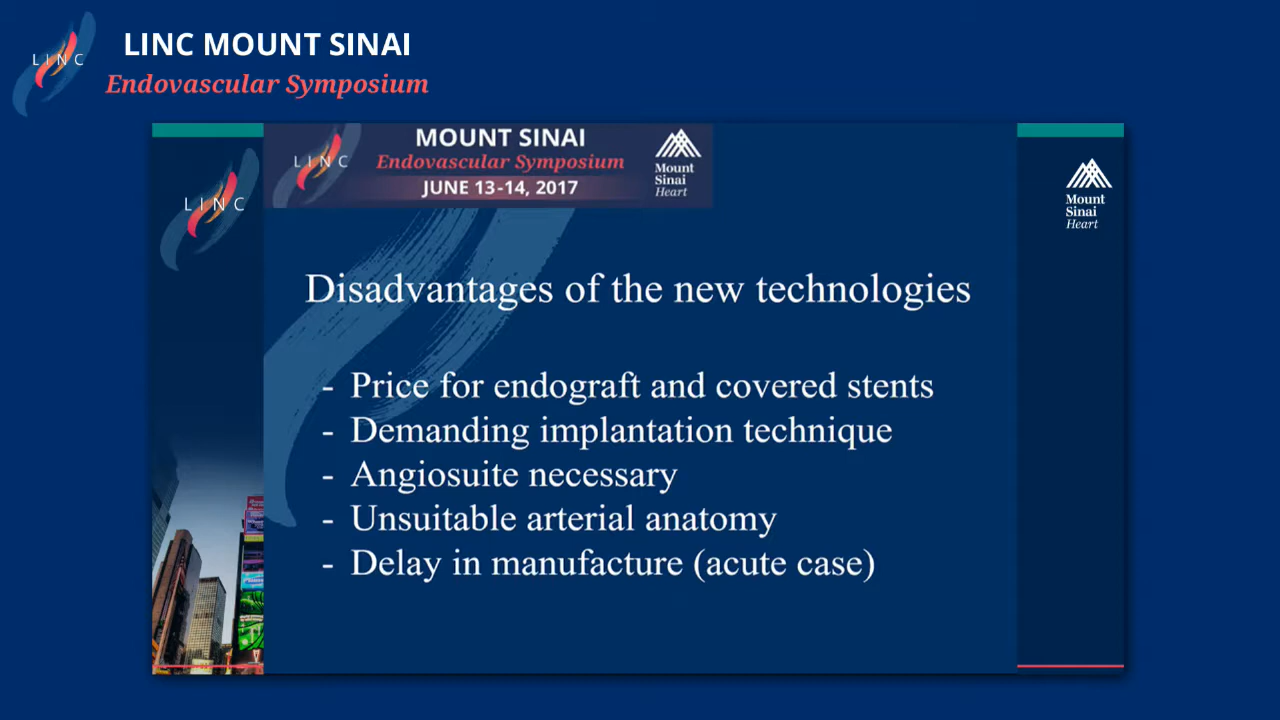 LINC MOUNT SINAI
Endovascular Symposium
LINC
MOUNT SINAI
Endovascular Symposium
JUNE 13-14, 2017
LINC
Mount
Sinai
Heart
LINC
Mount
Sinai
Heart
Disadvantages of the new technologies
- Price for endograft and covered stents
- Demanding implantation technique
- Angiosuite necessary
- Unsuitable arterial anatomy
- Delay in manufacture (acute case)